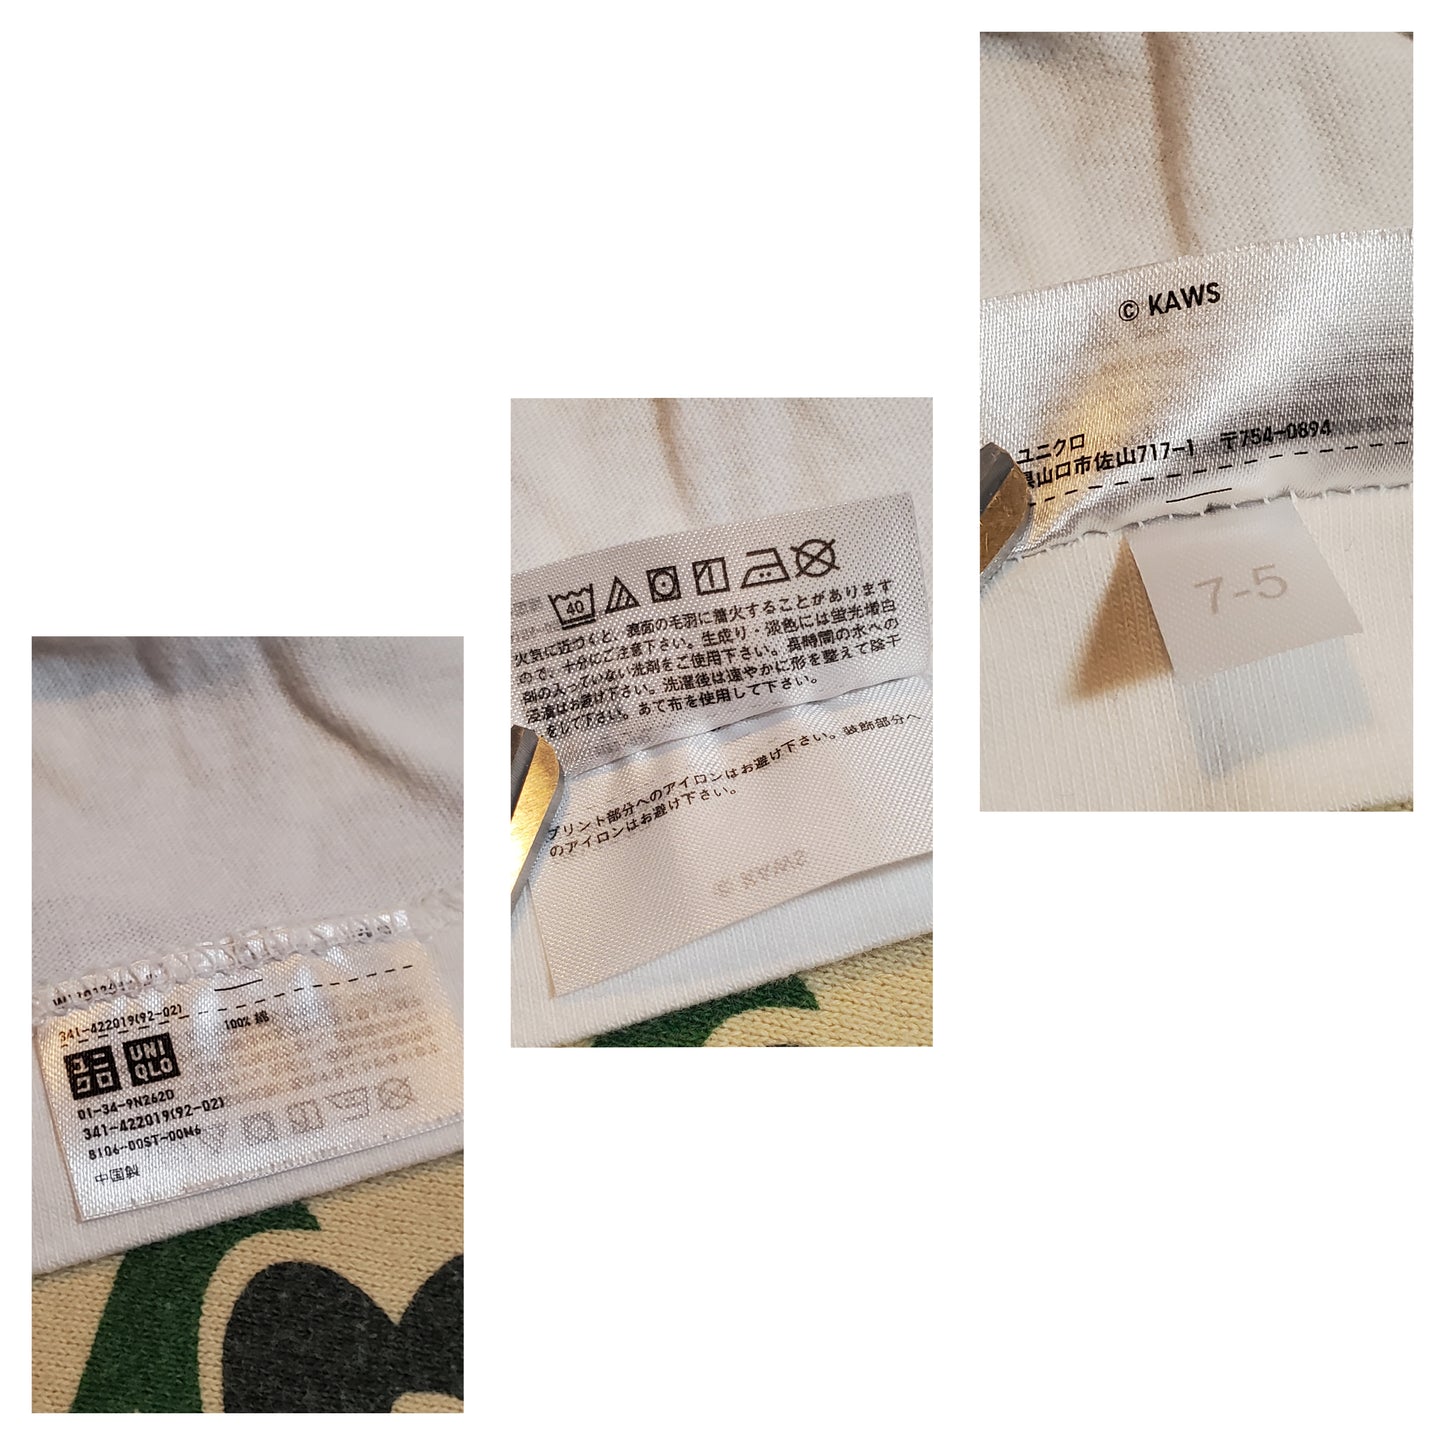 © KAWS
ユニクロ
県山口市佐山717-1 〒754-0894
7-5
40
火気に近づくと、表面の毛羽に着火することがあります
ので、十分にご注意下さい。生成り・淡色には蛍光増白
剤の入っていない洗剤をご使用下さい。長時間の水への
浸漬はお避け下さい。洗濯後は速やかに形を整えて陰干
をして下さい。あて布を使用して下さい。
プリント部分へのアイロンはお避け下さい。装飾部分へ
のアイロンはお避け下さい。
© KAWS
341-422019(92-02)
100% 綿
ユニクロ UNIQLO
01-34-9N262D
341-422019(92-02)
8106-00ST-00M6
中国製